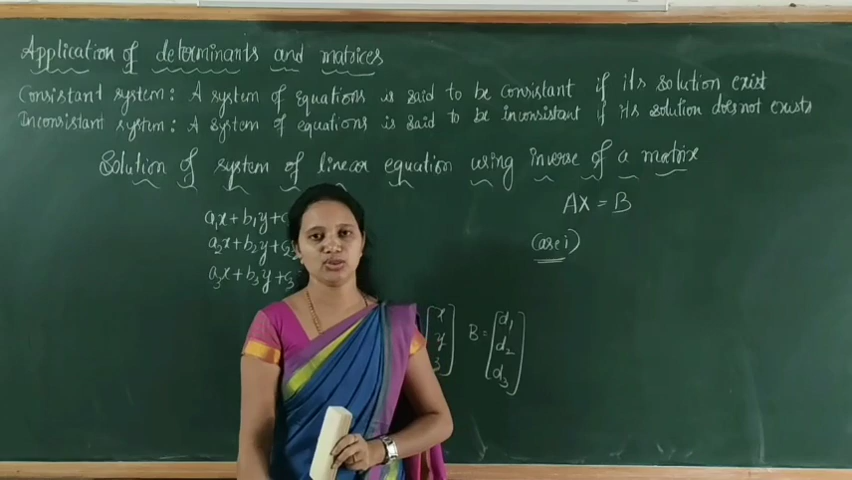 Application of determinants and matrices
Consistant system: A system of equations is said to be consistant if its solution exist
Inconsistant system: A system of equations is said to be inconsistant if its solution does not exists
Solution of system of linear equation using inverse of a matrix
a₁x+b₁y+c
AX = B
a₂x+b₂y+c₂
(case i)
a₃x+b₃y+c₃
[x y z] B = [d₁ d₂ d₃]